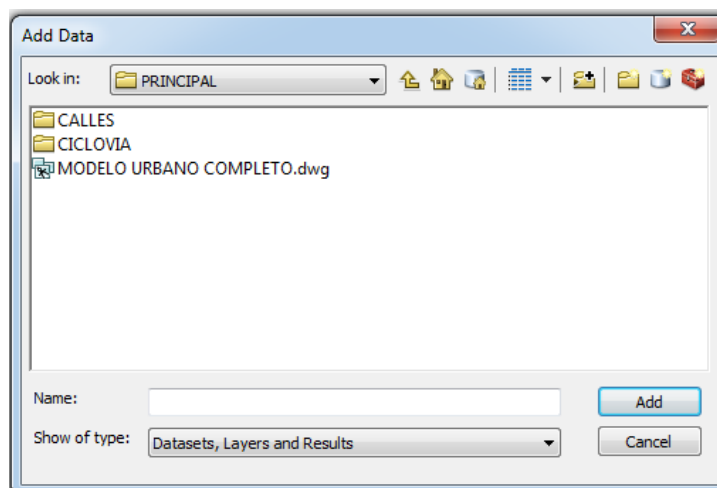 Add Data
Look in: PRINCIPAL
CALLES
CICLOVIA
MODELO URBANO COMPLETO.dwg
Name: Add
Show of type: Datasets, Layers and Results Cancel